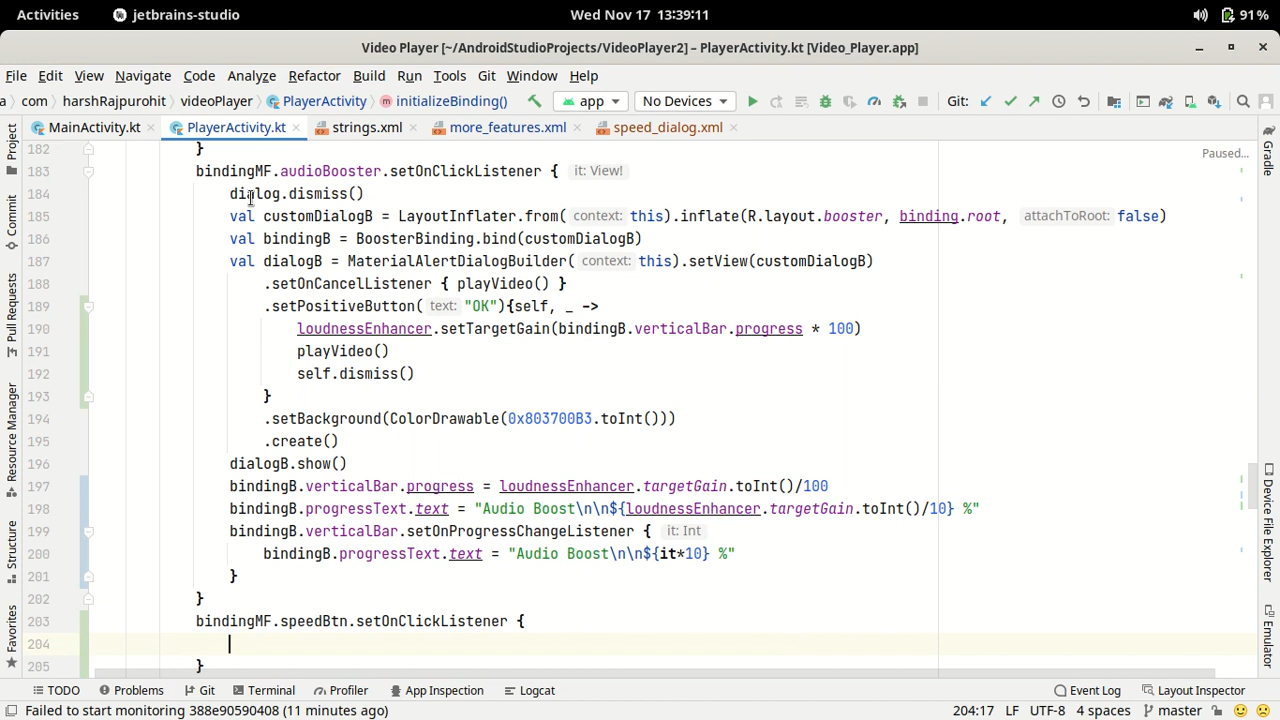 Activities jetbrains-studio Wed Nov 17 13:39:11 91%
Video Player [~/AndroidStudioProjects/VideoPlayer2] – PlayerActivity.kt [Video_Player.app]
File Edit View Navigate Code Analyze Refactor Build Run Tools Git Window Help
a com harshRajpurohit videoPlayer PlayerActivity initializeBinding() app No Devices Git:
MainActivity.kt PlayerActivity.kt strings.xml more_features.xml speed_dialog.xml
182 }
Paused...
183 bindingMF.audioBooster.setOnClickListener { it: View!
184 dialog.dismiss()
185 val customDialogB = LayoutInflater.from( context: this).inflate(R.layout.booster, binding.root, attachToRoot: false)
186 val bindingB = BoosterBinding.bind(customDialogB)
187 val dialogB = MaterialAlertDialogBuilder( context: this).setView(customDialogB)
188 .setOnCancelListener { playVideo() }
189 .setPositiveButton( text: "OK"){self, _ ->
190 loudnessEnhancer.setTargetGain(bindingB.verticalBar.progress * 100)
191 playVideo()
192 self.dismiss()
193 }
194 .setBackground(ColorDrawable(0x803700B3.toInt()))
195 .create()
196 dialogB.show()
197 bindingB.verticalBar.progress = loudnessEnhancer.targetGain.toInt()/100
198 bindingB.progressText.text = "Audio Boost\n\n${loudnessEnhancer.targetGain.toInt()/10} %"
199 bindingB.verticalBar.setOnProgressChangeListener { it: Int
200 bindingB.progressText.text = "Audio Boost\n\n${it*10} %"
201 }
202 }
203 bindingMF.speedBtn.setOnClickListener {
204
205 }
Project
Commit
Pull Requests
Resource Manager
Structure
Favorites
Gradle
Device File Explorer
Emulator
TODO Problems Git Terminal Profiler App Inspection Logcat Event Log Layout Inspector
Failed to start monitoring 388e90590408 (11 minutes ago) 204:17 LF UTF-8 4 spaces master